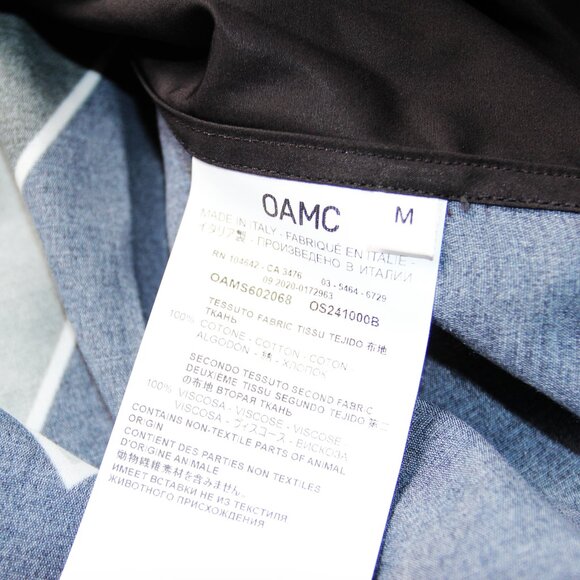 OAMC M
MADE IN ITALY - FABRIQUÉ EN ITALIE -
イタリア製 - ПРОИЗВЕДЕНО В ИТАЛИИ
RN 104642 - CA 3476 03 - 5464 - 6729
09 2020-0172963
OAMS602068 OS241000B
TESSUTO FABRIC TISSU TEJIDO 布地
ТКАНЬ
100% COTONE - COTTON - COTON -
ALGODON - 綿 - ХЛОПОК
SECONDO TESSUTO SECOND FABRIC
DEUXIEME TISSU SEGUNDO TEJIDO 第二
の布地 ВТОРАЯ ТКАНЬ
100% VISCOSA - VISCOSE - VISCOSE -
VISCOSA - ヴィスコース - ВИСКОЗА
CONTAINS NON-TEXTILE PARTS OF ANIMAL
ORIGIN
CONTIENT DES PARTIES NON TEXTILES
D'ORIGINE ANIMALE
動物繊維素材を含みません。
ИМЕЕТ ВСТАВКИ НЕ ИЗ ТЕКСТИЛЯ
ЖИВОТНОГО ПРОИСХОЖДЕНИЯ